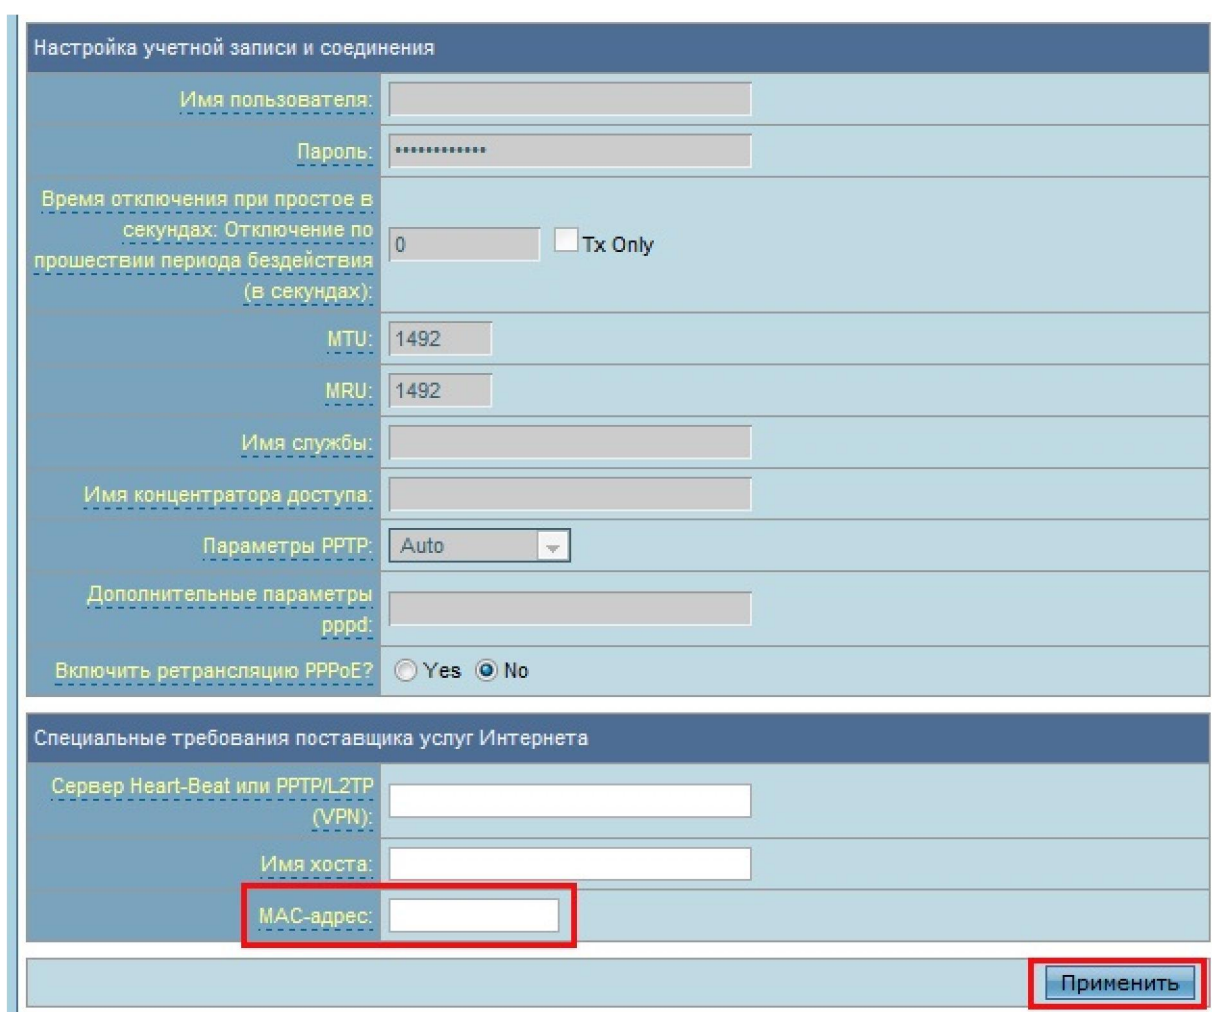 Настройка учетной записи и соединения
Имя пользователя:
Пароль: ••••••••••••
Время отключения при простое в
секундах: Отключение по
прошествии периода бездействия
(в секундах):
0 Tx Only
MTU: 1492
MRU: 1492
Имя службы:
Имя концентратора доступа:
Параметры PPTP: Auto
Дополнительные параметры
pppd:
Включить ретрансляцию PPPoE? Yes No
Специальные требования поставщика услуг Интернета
Сервер Heart-Beat или PPTP/L2TP
(VPN):
Имя хоста:
MAC-адрес:
Применить